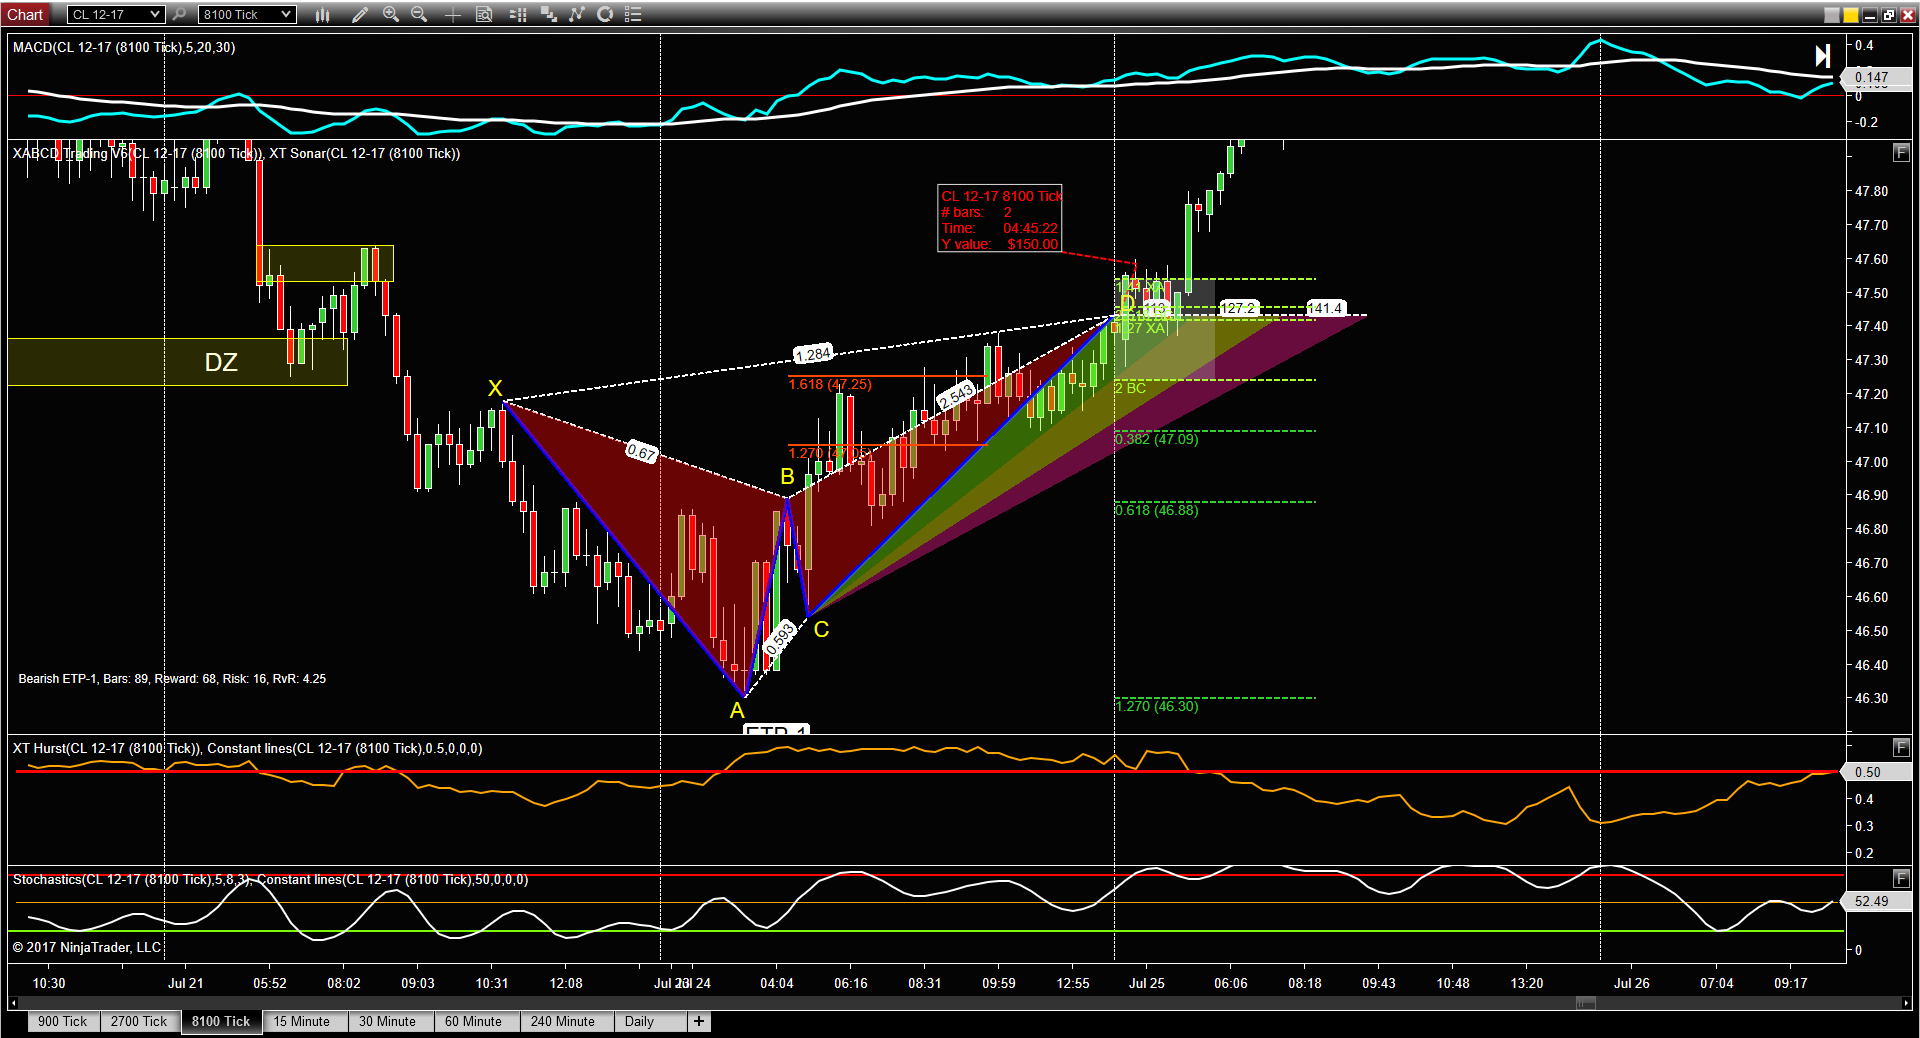 Chart
CL 12-17
8100 Tick
MACD(CL 12-17 (8100 Tick),5,20,30)
0.4
0.147
0
-0.2
XABCD Trading V6(CL 12-17 (8100 Tick)), XT Sonar(CL 12-17 (8100 Tick))
F
CL 12-17 8100 Tick
# bars: 2
Time: 04:45:22
Y value: $150.00
47.80
47.70
47.60
47.50
47.40
47.30
47.20
47.10
47.00
46.90
46.80
46.70
46.60
46.50
46.40
46.30
DZ
X
A
B
C
D
1.284
0.67
2.543
0.593
1.618 (47.25)
1.270 (47.05)
1.41 XA
113
127.2
141.4
1.27 XA
2 BC
0.382 (47.09)
0.618 (46.88)
1.270 (46.30)
Bearish ETP-1, Bars: 89, Reward: 68, Risk: 16, RvR: 4.25
ETP-1
XT Hurst(CL 12-17 (8100 Tick)), Constant lines(CL 12-17 (8100 Tick),0.5,0,0,0)
F
0.50
0.4
0.3
0.2
Stochastics(CL 12-17 (8100 Tick),5,8,3), Constant lines(CL 12-17 (8100 Tick),50,0,0,0)
F
52.49
0
© 2017 NinjaTrader, LLC
10:30 Jul 21 05:52 08:02 09:03 10:31 12:08 Jul 23 Jul 24 04:04 06:16 08:31 09:59 12:55 Jul 25 06:06 08:18 09:43 10:48 13:20 Jul 26 07:04 09:17
900 Tick 2700 Tick 8100 Tick 15 Minute 30 Minute 60 Minute 240 Minute Daily +